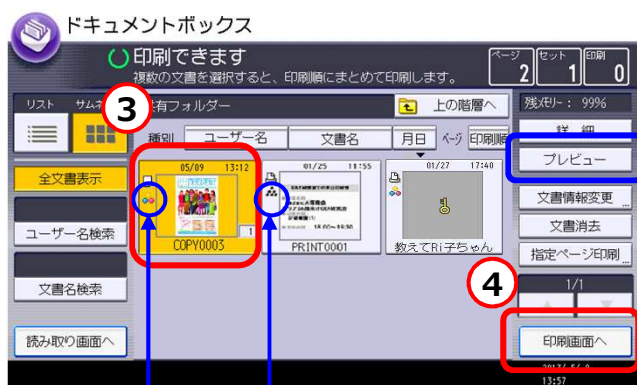 ドキュメントボックス
印刷できます
複数の文書を選択すると、印刷順にまとめて印刷します。
ページ セット 印刷
2 1 0
リスト サムネ
③
有フォルダー
上の階層へ
残メモリー: 99%
詳 細
種別 ユーザー名 文書名 月日 ページ 印刷順
プレビュー
全文書表示
05/09 13:12
01/25 11:55
01/27 17:40
文書情報変更
ユーザー名検索
文書消去
1
18:00～19:30
COPY0003
PRINT0001
教えてRi子ちゃん
指定ページ印刷
文書名検索
④
1/1
読み取り画面へ
印刷画面へ
13:57